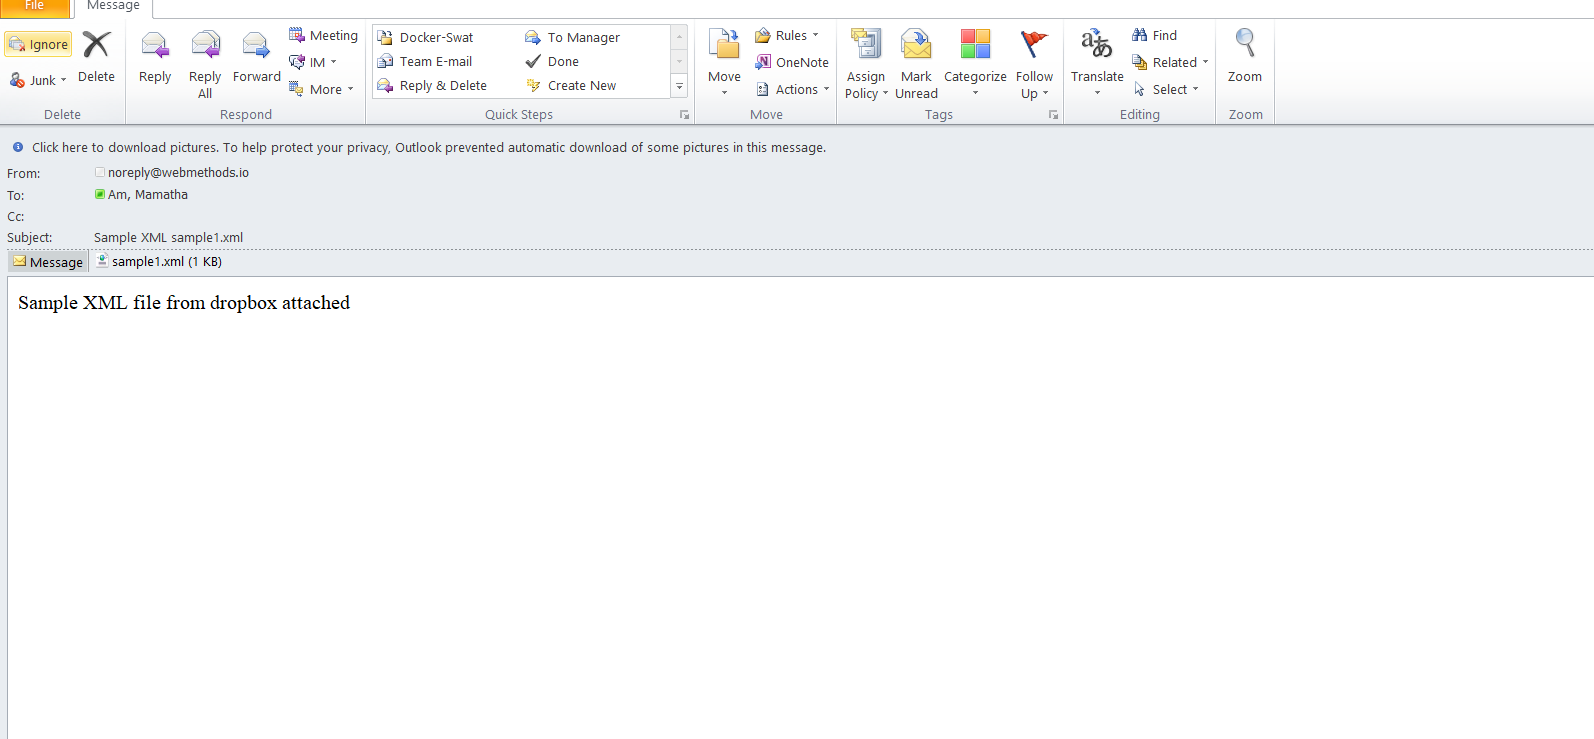 File Message
Ignore
Junk
Delete
Delete
Reply
Reply All
Forward
Meeting
IM
More
Respond
Docker-Swat
Team E-mail
Reply & Delete
To Manager
Done
Create New
Quick Steps
Move
Rules
OneNote
Actions
Move
Assign Policy
Mark Unread
Categorize
Follow Up
Tags
Translate
Find
Related
Select
Editing
Zoom
Zoom
Click here to download pictures. To help protect your privacy, Outlook prevented automatic download of some pictures in this message.
From: noreply@webmethods.io
To: Am, Mamatha
Cc:
Subject: Sample XML sample1.xml
Message sample1.xml (1 KB)
Sample XML file from dropbox attached